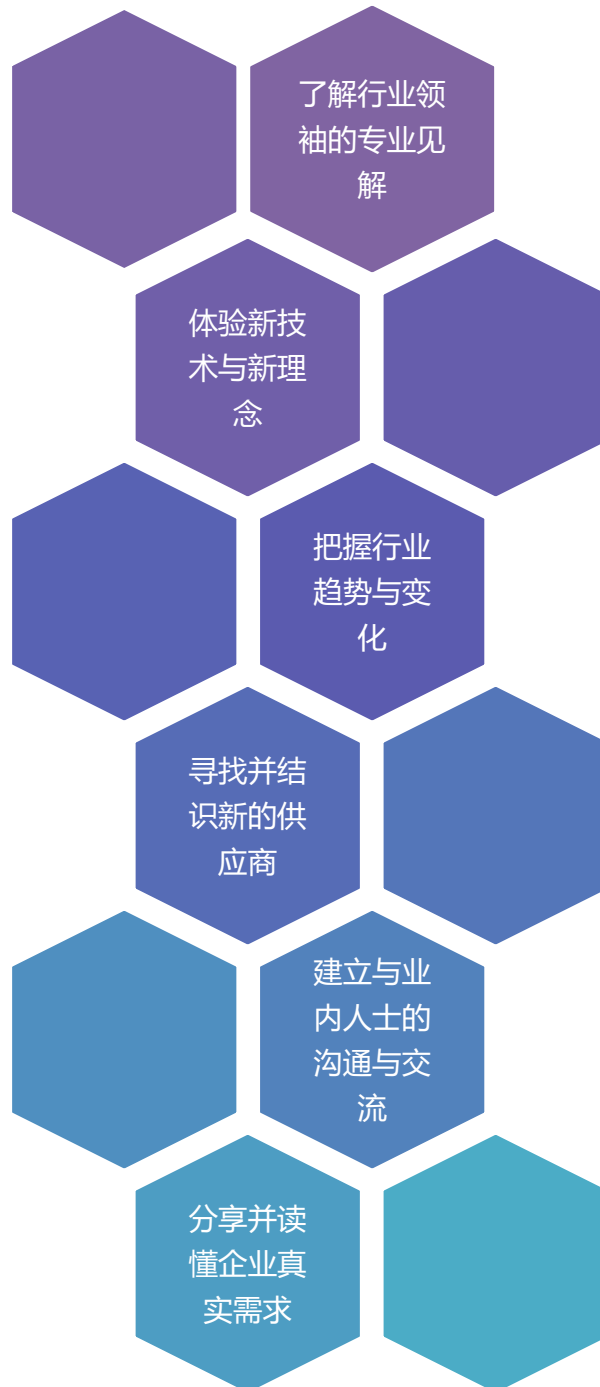 了解行业领
袖的专业见
解
体验新技
术与新理
念
把握行业
趋势与变
化
寻找并结
识新的供
应商
建立与业
内人士的
沟通与交
流
分享并读
懂企业真
实需求